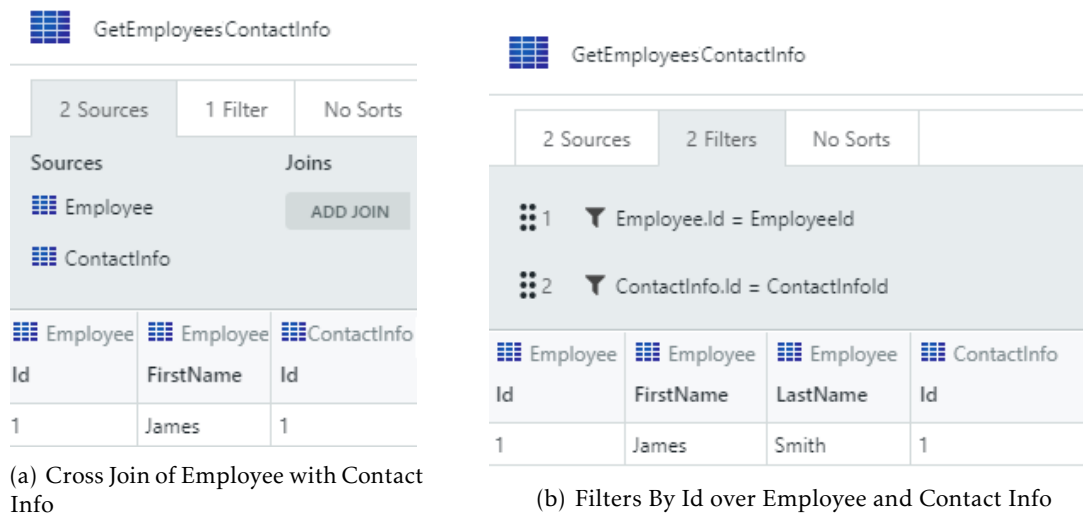 GetEmployeesContactInfo
2 Sources 1 Filter No Sorts
Sources Joins
Employee ADD JOIN
ContactInfo
Employee Employee ContactInfo
Id FirstName Id
1 James 1
(a) Cross Join of Employee with Contact
Info
GetEmployeesContactInfo
2 Sources 2 Filters No Sorts
1 Employee.Id = EmployeeId
2 ContactInfo.Id = ContactInfoId
Employee Employee Employee ContactInfo
Id FirstName LastName Id
1 James Smith 1
(b) Filters By Id over Employee and Contact Info